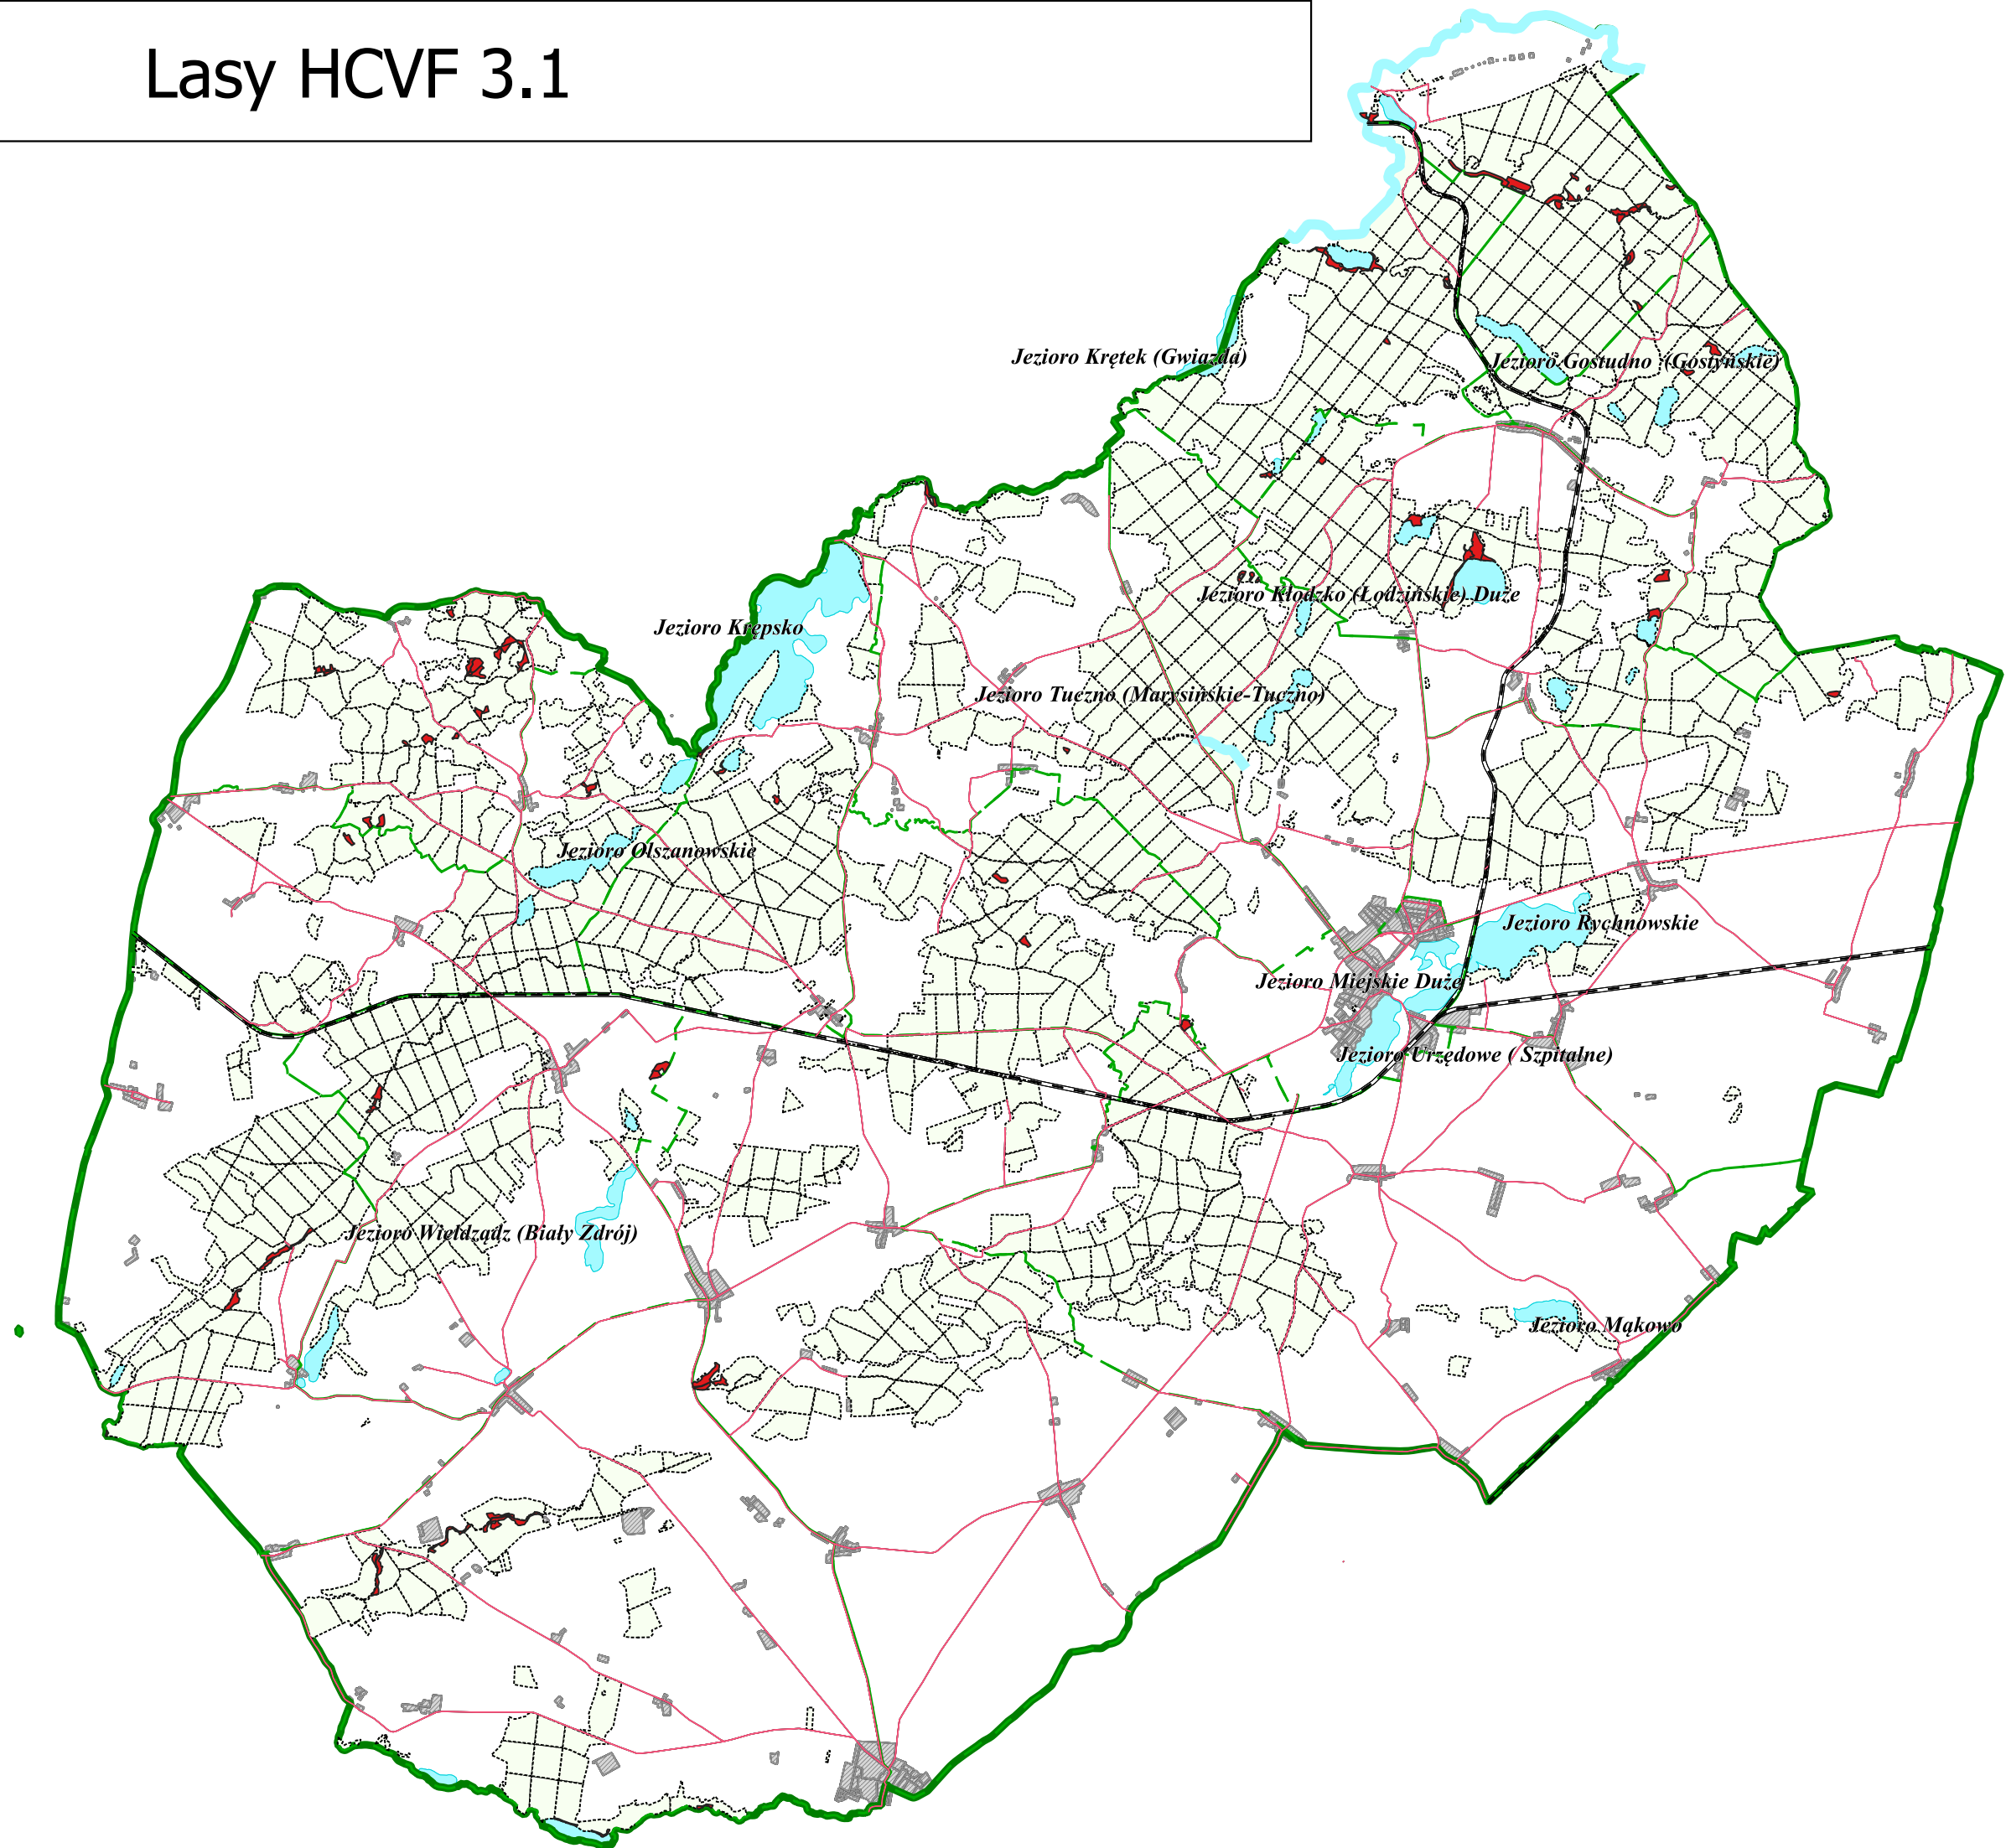 Lasy HCVF 3.1
Jezioro Krętek (Gwiazda)
Jezioro Gostudno (Gostyńskie)
Jezioro Kłodzko (Łodzińskie) Duże
Jezioro Krępsko
Jezioro Tuczno (Marysińskie-Tuczno)
Jezioro Olszanowskie
Jezioro Rychnowskie
Jezioro Miejskie Duże
Jezioro Urzędowe ( Szpitalne)
Jezioro Wieldządz (Biały Zdrój)
Jezioro Mąkowo